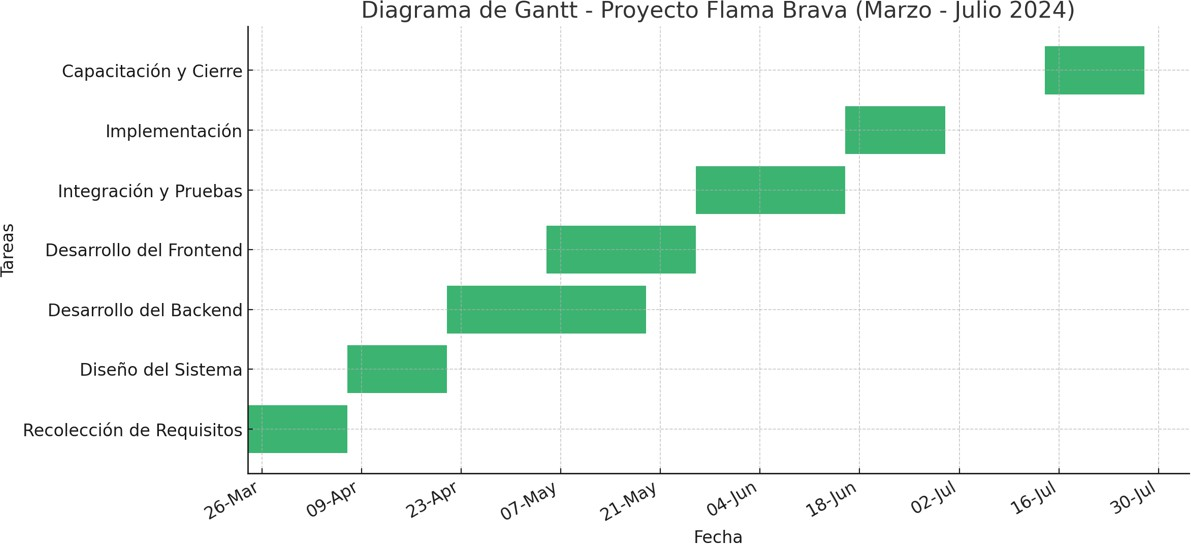 Diagrama de Gantt - Proyecto Flama Brava (Marzo - Julio 2024)
Capacitación y Cierre
Implementación
Integración y Pruebas
Desarrollo del Frontend
Desarrollo del Backend
Diseño del Sistema
Recolección de Requisitos
Tareas
26-Mar
09-Apr
23-Apr
07-May
21-May
04-Jun
18-Jun
02-Jul
16-Jul
30-Jul
Fecha